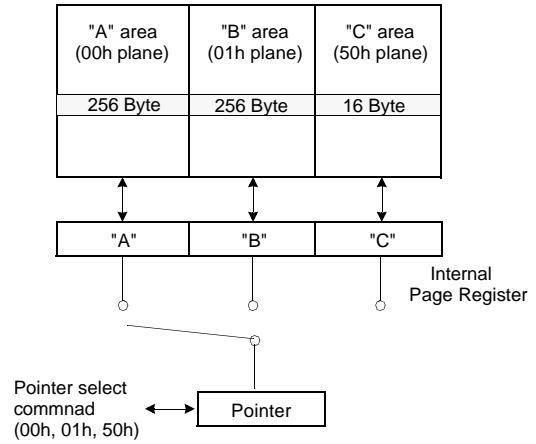 "A" area
(00h plane)
"B" area
(01h plane)
"C" area
(50h plane)
256 Byte
256 Byte
16 Byte
"A"
"B"
"C"
Internal
Page Register
Pointer select
commnad
(00h, 01h, 50h)
Pointer